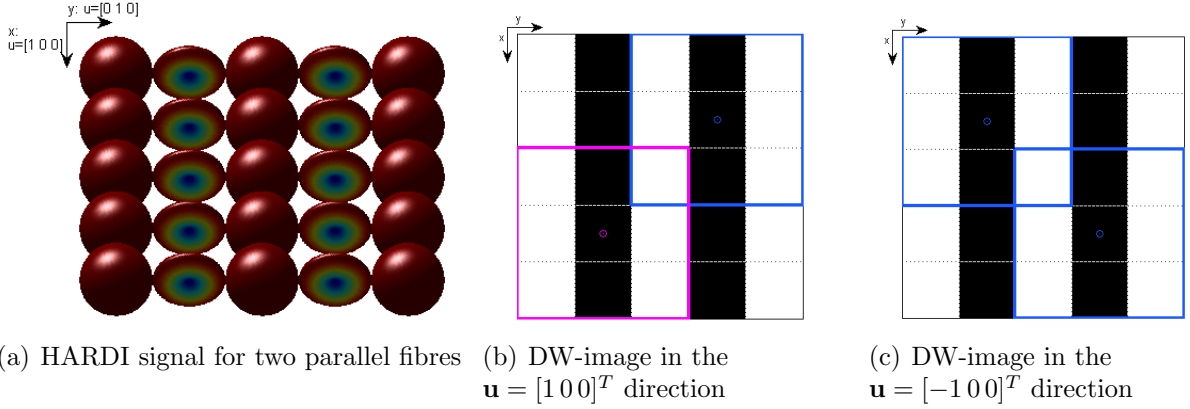 y: u=[0 1 0]
x:
u=[1 0 0]
y
x
y
x
(a) HARDI signal for two parallel fibres
(b) DW-image in the
u = [1 0 0]^T direction
(c) DW-image in the
u = [−1 0 0]^T direction